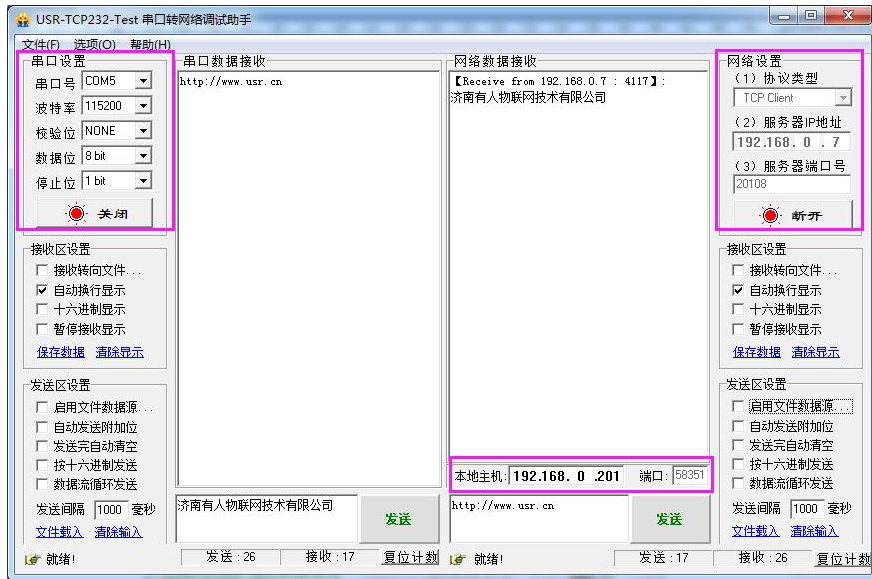 USR-TCP232-Test 串口转网络调试助手
文件(F) 选项(O) 帮助(H)
串口设置
串口号 COM5
波特率 115200
校验位 NONE
数据位 8 bit
停止位 1 bit
关闭
接收区设置
接收转向文件...
自动换行显示
十六进制显示
暂停接收显示
保存数据 清除显示
发送区设置
启用文件数据源...
自动发送附加位
发送完自动清空
按十六进制发送
数据流循环发送
发送间隔 1000 毫秒
文件载入 清除输入
串口数据接收
http://www.usr.cn
济南有人物联网技术有限公司
发送
网络数据接收
【Receive from 192.168.0.7 : 4117】:
济南有人物联网技术有限公司
本地主机: 192.168. 0 .201 端口: 58351
http://www.usr.cn
发送
网络设置
(1) 协议类型
TCP Client
(2) 服务器IP地址
192.168. 0 . 7
(3) 服务器端口号
20108
断开
接收区设置
接收转向文件...
自动换行显示
十六进制显示
暂停接收显示
保存数据 清除显示
发送区设置
启用文件数据源...
自动发送附加位
发送完自动清空
按十六进制发送
数据流循环发送
发送间隔 1000 毫秒
文件载入 清除输入
就绪! 发送:26 接收:17 复位计数
就绪! 发送:17 接收:26 复位计数